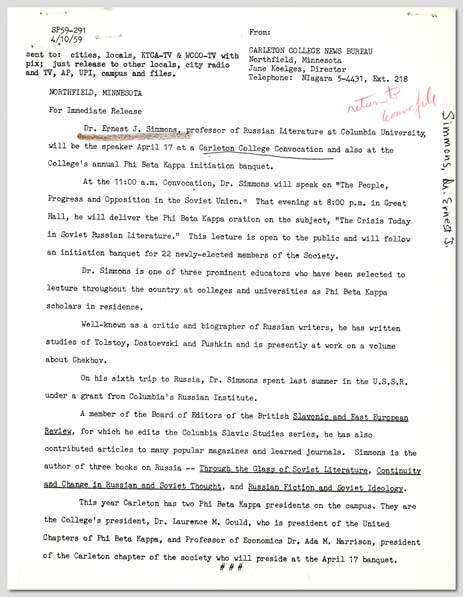 SP59-291
4/10/59
sent to: cities, locals, KTCA-TV & WCCO-TV with
pix; just release to other locals, city radio
and TV, AP, UPI, campus and files.
From:
CARLETON COLLEGE NEWS BUREAU
Northfield, Minnesota
Jane Koelges, Director
Telephone: NIagara 5-4431, Ext. 218
NORTHFIELD, MINNESOTA
For Immediate Release
return to
convo file
Simmons, Dr. Ernest J.
Dr. Ernest J. Simmons, professor of Russian Literature at Columbia University,
will be the speaker April 17 at a Carleton College Convocation and also at the
College's annual Phi Beta Kappa initiation banquet.
At the 11:00 a.m. Convocation, Dr. Simmons will speak on "The People,
Progress and Opposition in the Soviet Union." That evening at 8:00 p.m. in Great
Hall, he will deliver the Phi Beta Kappa oration on the subject, "The Crisis Today
in Soviet Russian Literature." This lecture is open to the public and will follow
an initiation banquet for 22 newly-elected members of the Society.
Dr. Simmons is one of three prominent educators who have been selected to
lecture throughout the country at colleges and universities as Phi Beta Kappa
scholars in residence.
Well-known as a critic and biographer of Russian writers, he has written
studies of Tolstoy, Dostoevski and Pushkin and is presently at work on a volume
about Chekhov.
On his sixth trip to Russia, Dr. Simmons spent last summer in the U.S.S.R.
under a grant from Columbia's Russian Institute.
A member of the Board of Editors of the British Slavonic and East European
Review, for which he edits the Columbia Slavic Studies series, he has also
contributed articles to many popular magazines and learned journals. Simmons is the
author of three books on Russia -- Through the Glass of Soviet Literature, Continuity
and Change in Russian and Soviet Thought, and Russian Fiction and Soviet Ideology.
This year Carleton has two Phi Beta Kappa presidents on the campus. They are
the College's president, Dr. Laurence M. Gould, who is president of the United
Chapters of Phi Beta Kappa, and Professor of Economics Dr. Ada M. Harrison, president
of the Carleton chapter of the society who will preside at the April 17 banquet.
# # #